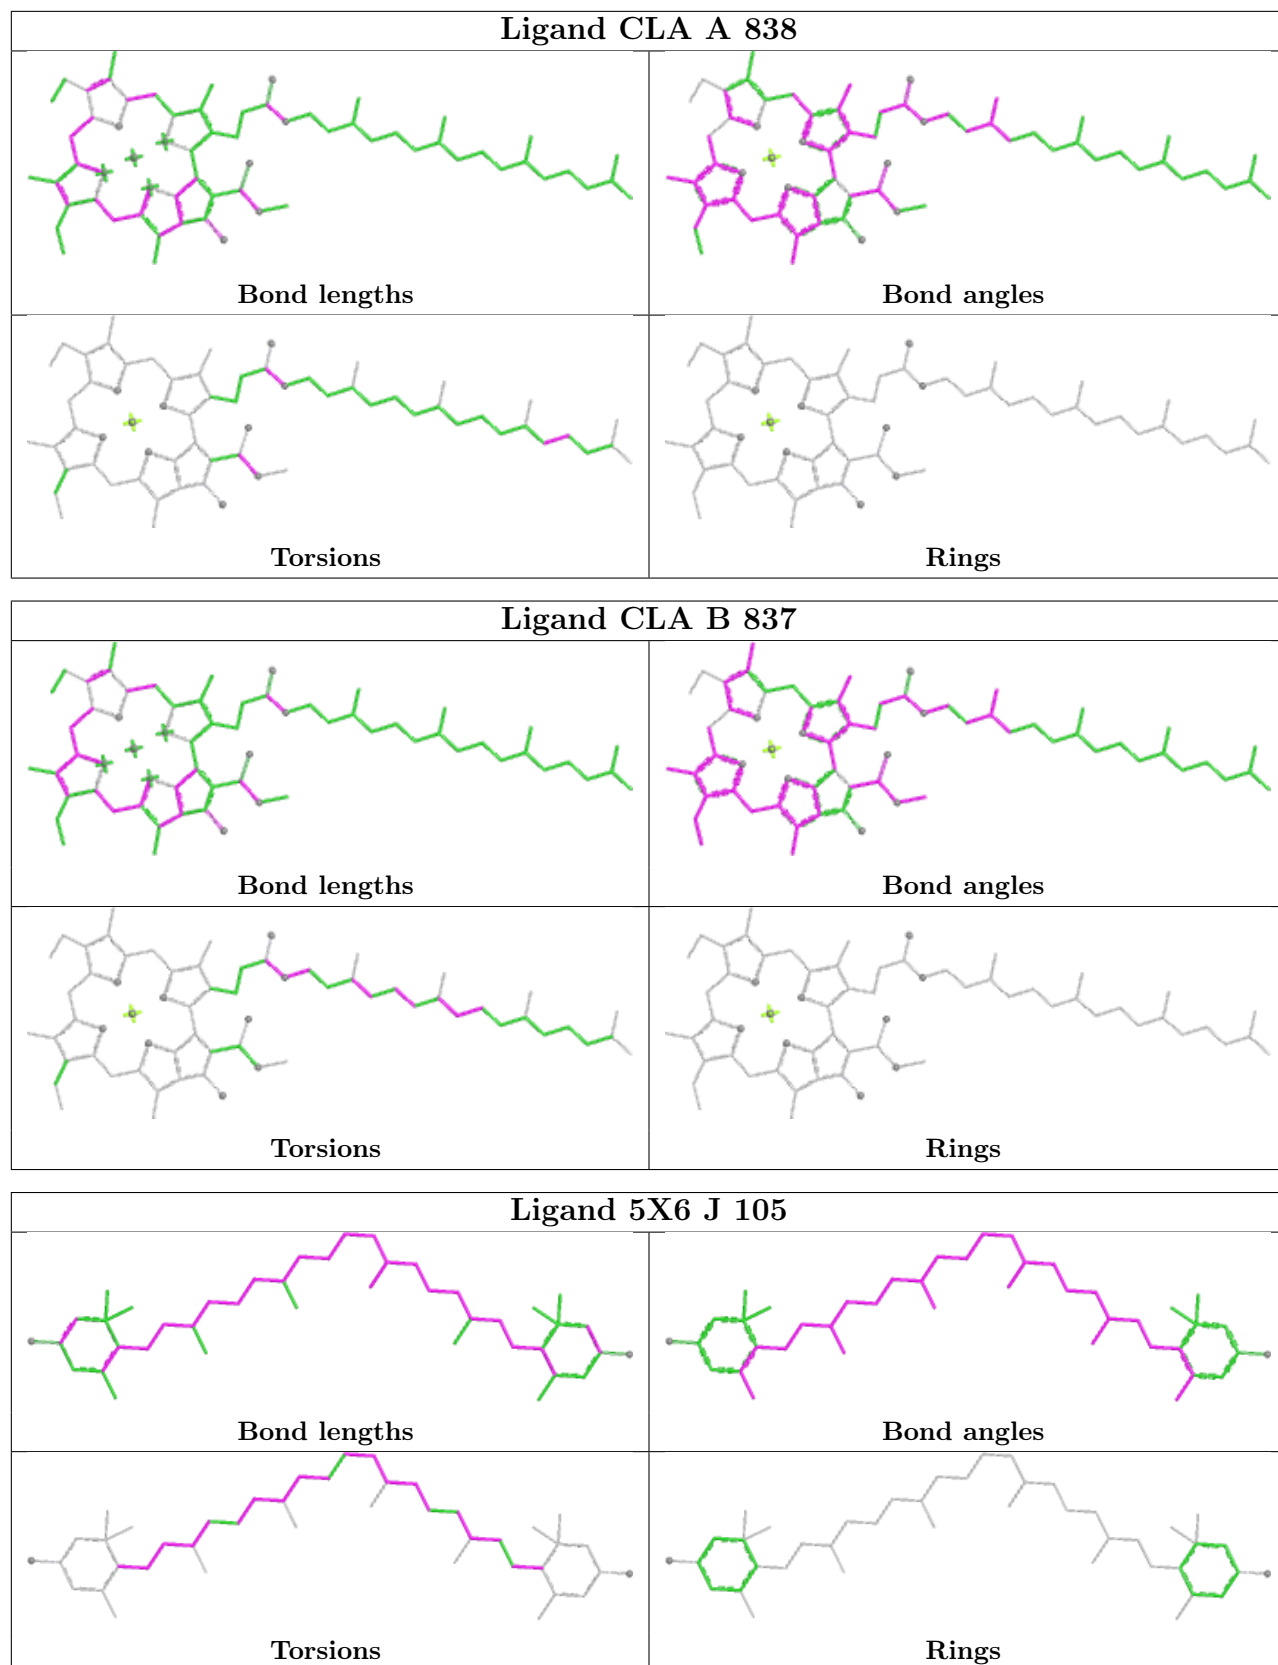 Ligand CLA A 838
Bond lengths
Bond angles
Torsions
Rings
Ligand CLA B 837
Bond lengths
Bond angles
Torsions
Rings
Ligand 5X6 J 105
Bond lengths
Bond angles
Torsions
Rings